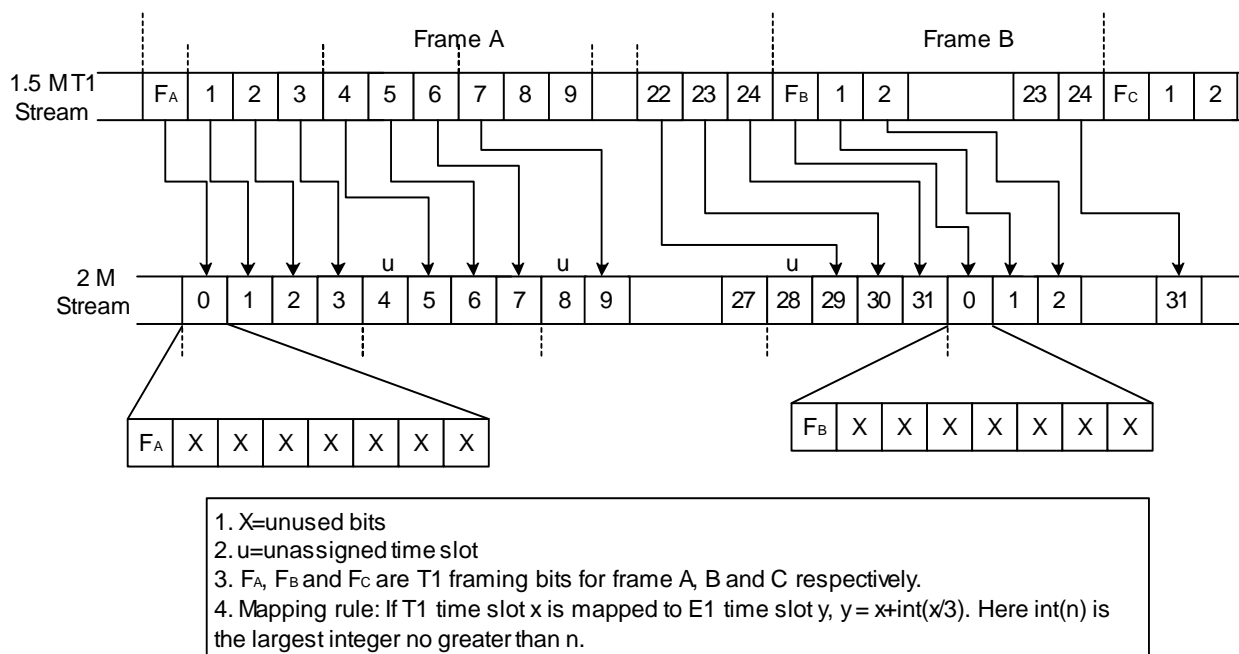 Frame A Frame B
1.5 M T1 Stream
FA 1 2 3 4 5 6 7 8 9 22 23 24 FB 1 2 23 24 FC 1 2
u u u
2 M Stream
0 1 2 3 4 5 6 7 8 9 27 28 29 30 31 0 1 2 31
FA X X X X X X X
FB X X X X X X X
1. X=unused bits
2. u=unassigned time slot
3. FA, FB and FC are T1 framing bits for frame A, B and C respectively.
4. Mapping rule: If T1 time slot x is mapped to E1 time slot y, y = x+int(x/3). Here int(n) is
the largest integer no greater than n.